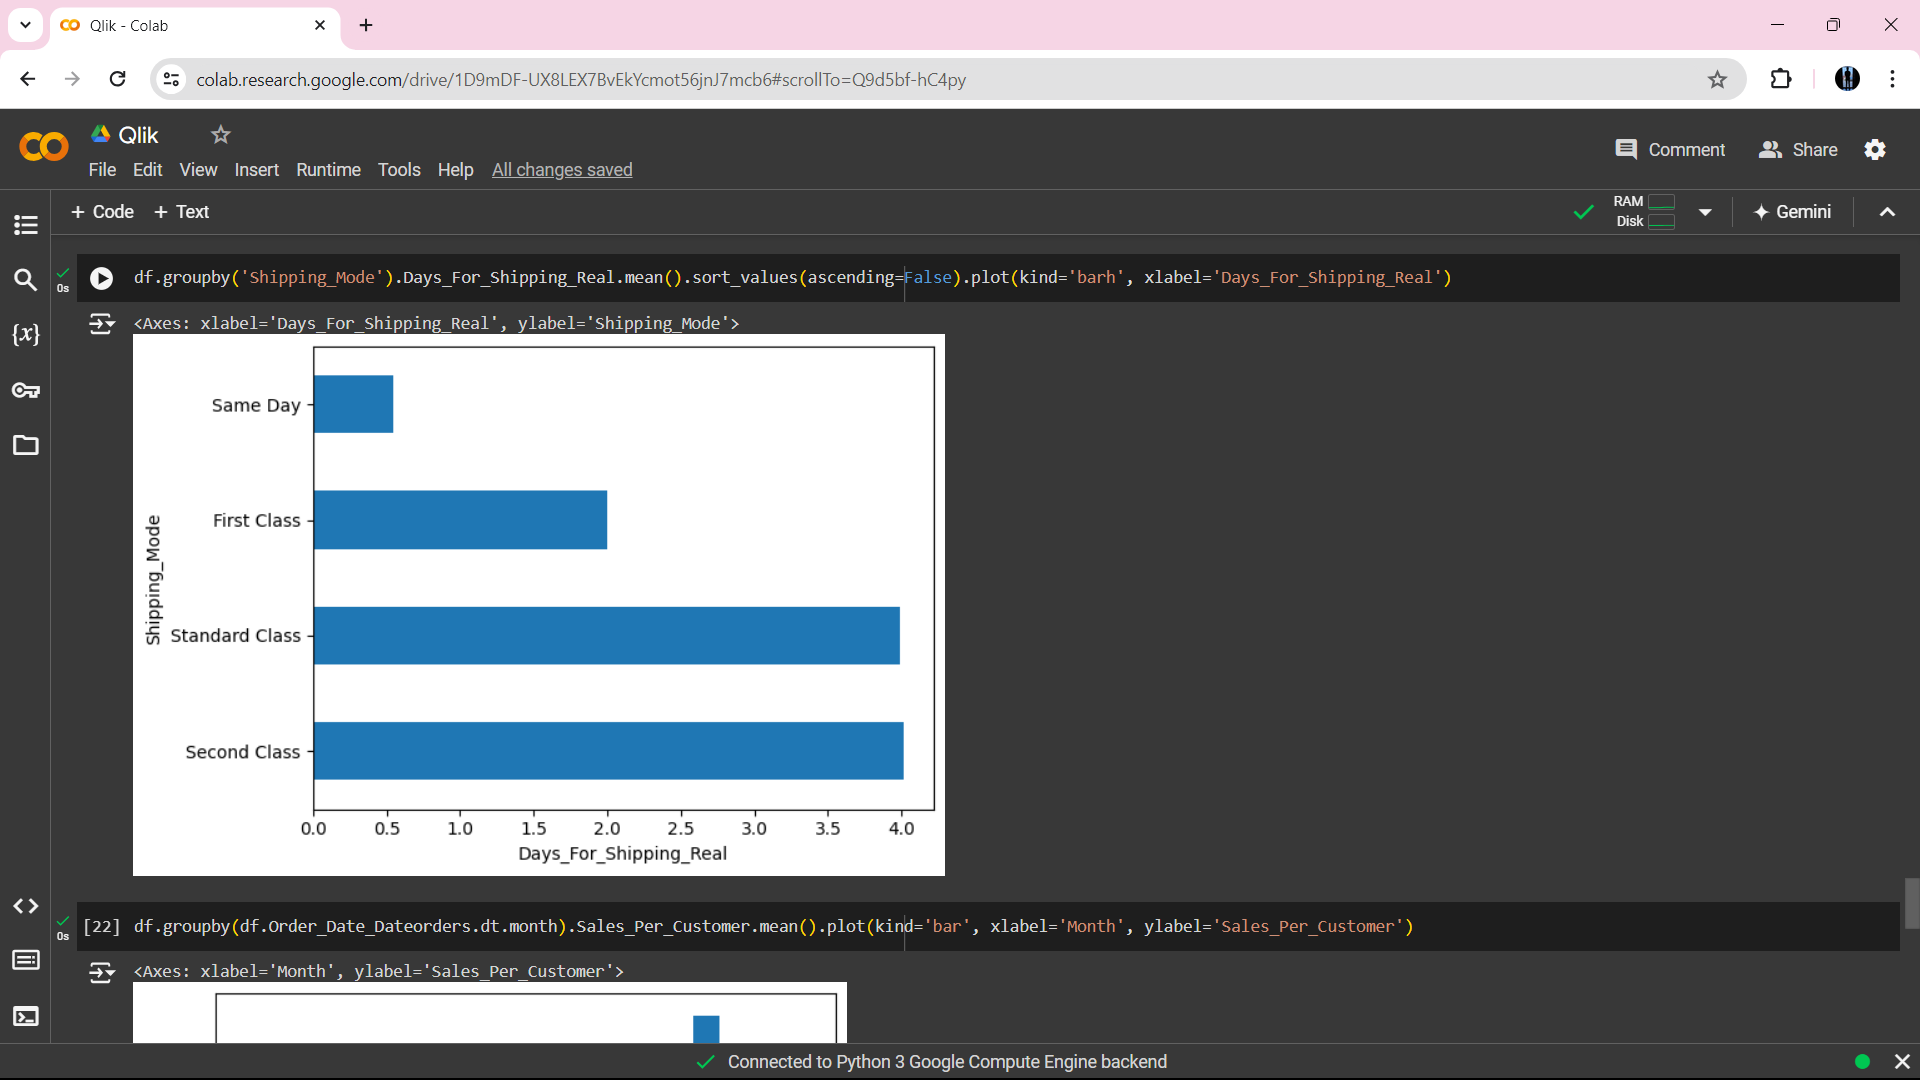 Qlik - Colab
colab.research.google.com/drive/1D9mDF-UX8LEX7BvEkYcmot56jnJ7mcb6#scrollTo=Q9d5bf-hC4py
Qlik
File Edit View Insert Runtime Tools Help All changes saved
Comment Share
+ Code + Text
RAM
Disk
Gemini
0s
df.groupby('Shipping_Mode').Days_For_Shipping_Real.mean().sort_values(ascending=False).plot(kind='barh', xlabel='Days_For_Shipping_Real')
<Axes: xlabel='Days_For_Shipping_Real', ylabel='Shipping_Mode'>
Same Day
First Class
Standard Class
Second Class
Shipping_Mode
0.0 0.5 1.0 1.5 2.0 2.5 3.0 3.5 4.0
Days_For_Shipping_Real
0s
[22] df.groupby(df.Order_Date_Dateorders.dt.month).Sales_Per_Customer.mean().plot(kind='bar', xlabel='Month', ylabel='Sales_Per_Customer')
<Axes: xlabel='Month', ylabel='Sales_Per_Customer'>
Connected to Python 3 Google Compute Engine backend